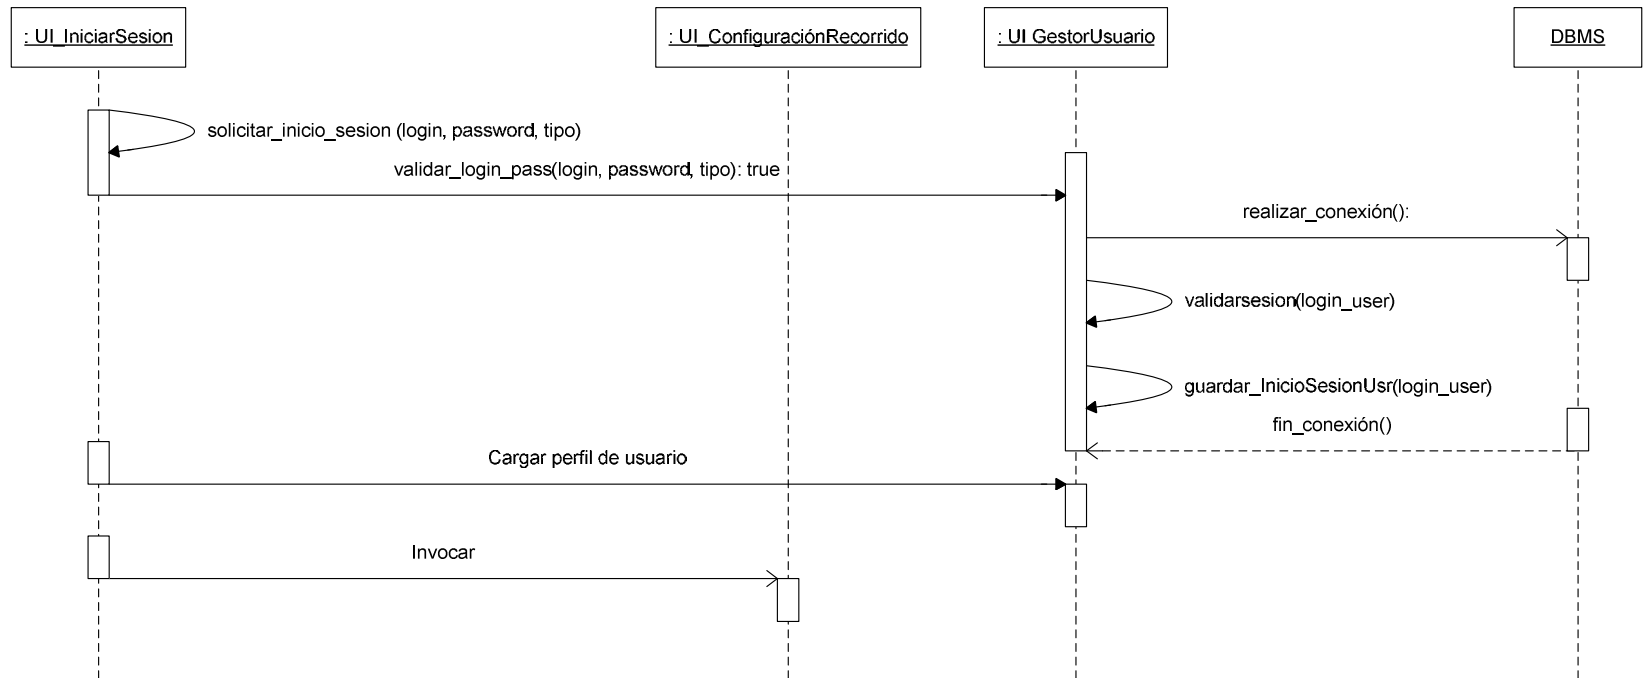 : UI_IniciarSesion
: UI_ConfiguraciónRecorrido
: UI GestorUsuario
DBMS
solicitar_inicio_sesion (login, password, tipo)
validar_login_pass(login, password, tipo): true
realizar_conexión():
validarsesion(login_user)
guardar_InicioSesionUsr(login_user)
fin_conexión()
Cargar perfil de usuario
Invocar